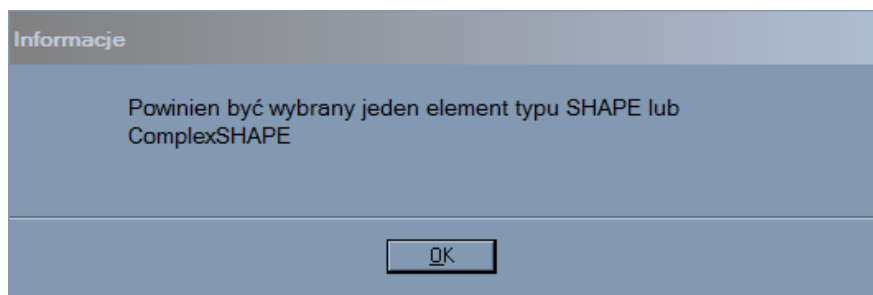 Informacje
Powinien być wybrany jeden element typu SHAPE lub
ComplexSHAPE
OK